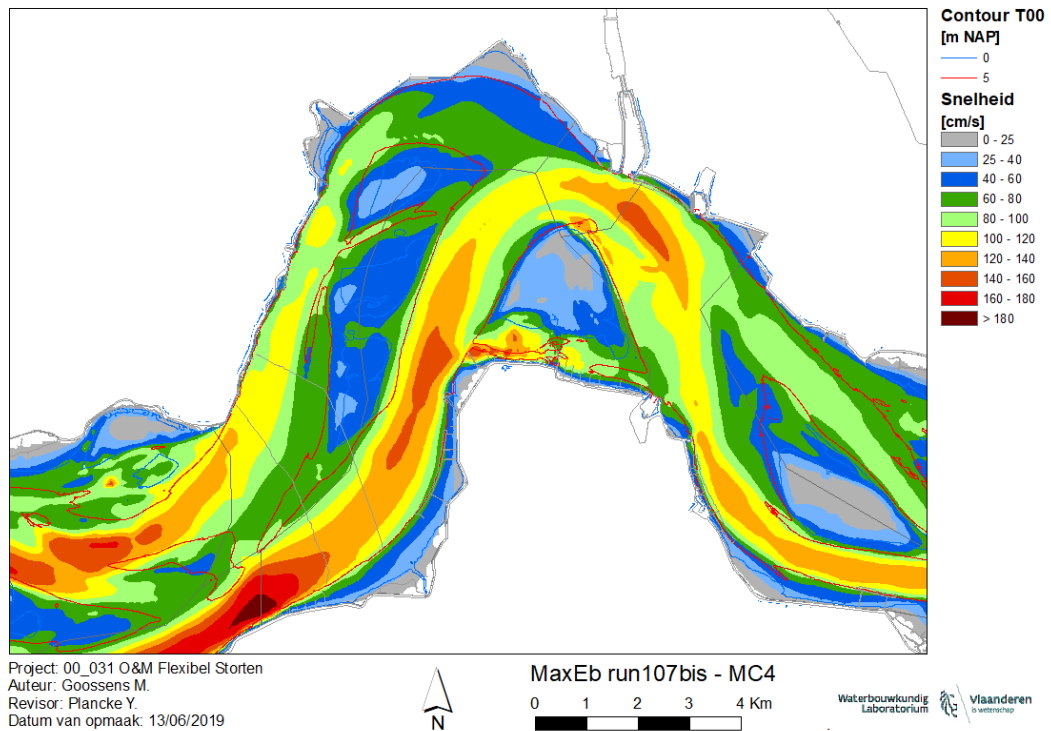 Contour T00
[m NAP]
0
5
Snelheid
[cm/s]
0 - 25
25 - 40
40 - 60
60 - 80
80 - 100
100 - 120
120 - 140
140 - 160
160 - 180
> 180
Project: 00_031 O&M Flexibel Storten
Auteur: Goossens M.
Revisor: Plancke Y.
Datum van opmaak: 13/06/2019
N
MaxEb run107bis - MC4
0 1 2 3 4 Km
Waterbouwkundig
Laboratorium
Vlaanderen
is wetenschap